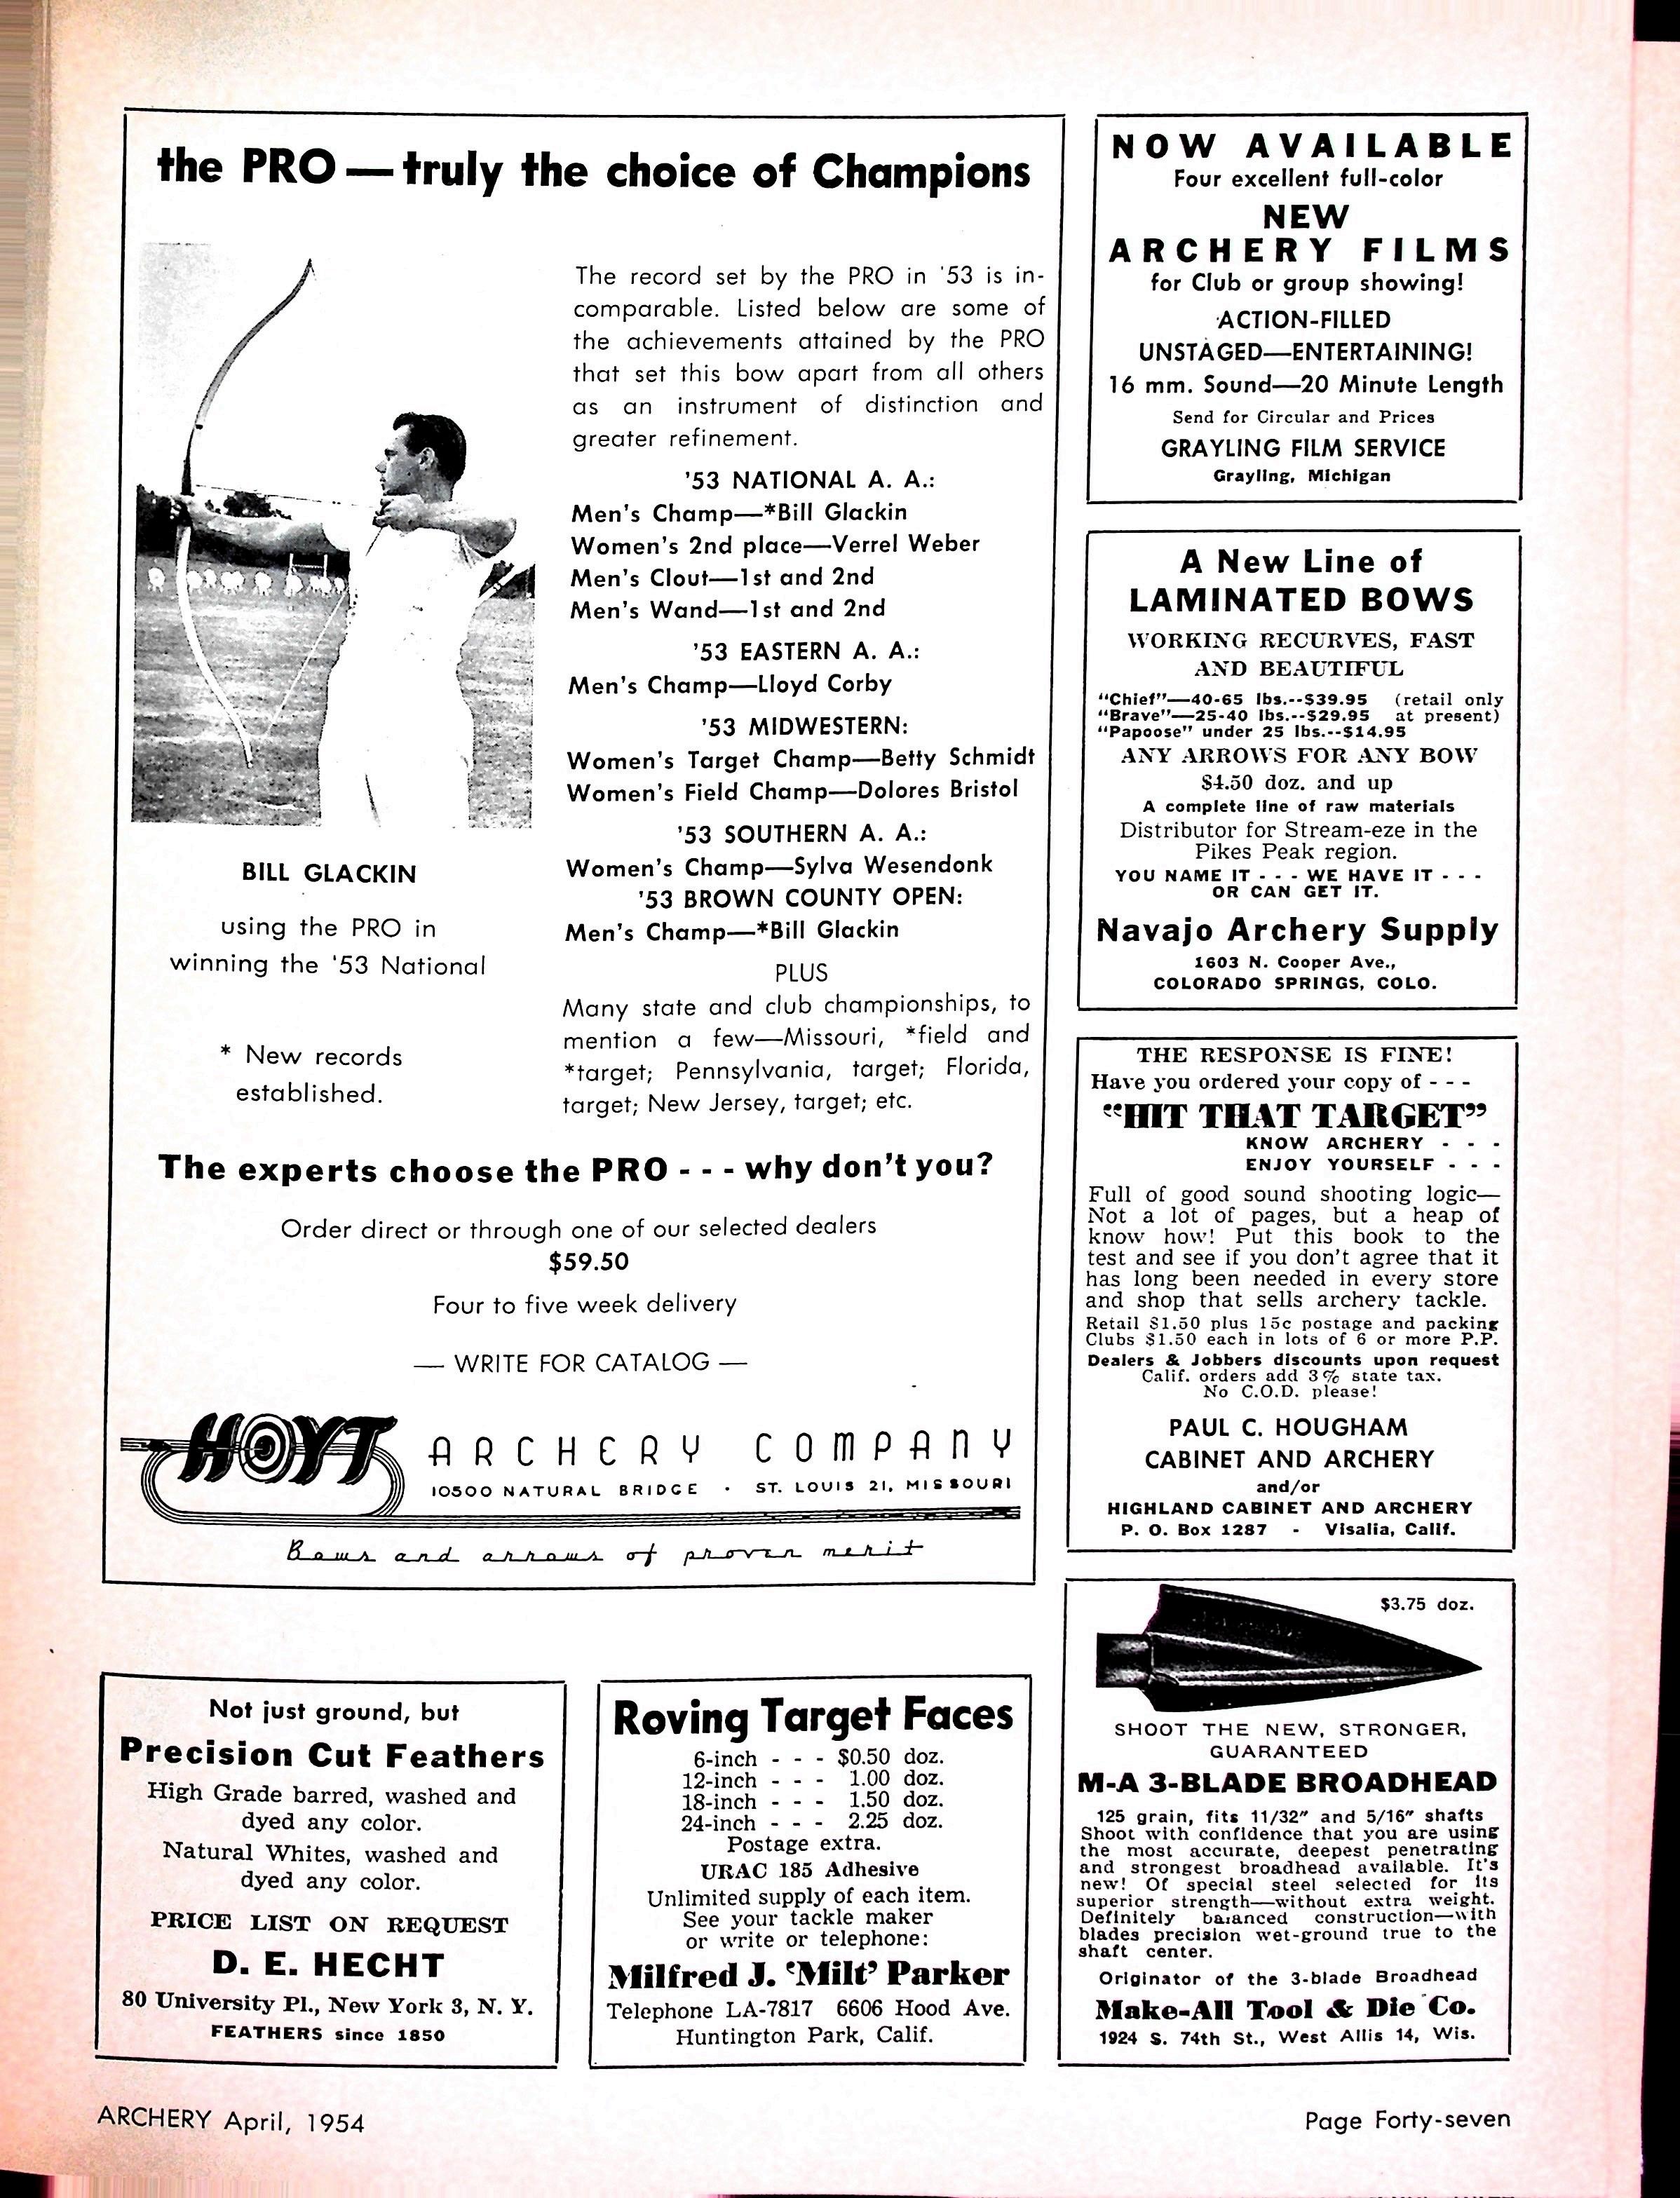 the PRO — truly the choice of Champions
The record set by the PRO in '53 is in-
comparable. Listed below are some of
the achievements attained by the PRO
that set this bow apart from all others
as an instrument of distinction and
greater refinement.
'53 NATIONAL A. A.:
Men's Champ—*Bill Glackin
Women's 2nd place—Verrel Weber
Men's Clout—1st and 2nd
Men's Wand—1st and 2nd
'53 EASTERN A. A.:
Men's Champ—Lloyd Corby
'53 MIDWESTERN:
Women's Target Champ—Betty Schmidt
Women's Field Champ—Dolores Bristol
'53 SOUTHERN A. A.:
Women's Champ—Sylva Wesendonk
'53 BROWN COUNTY OPEN:
Men's Champ—*Bill Glackin
PLUS
Many state and club championships, to
mention a few—Missouri, *field and
*target; Pennsylvania, target; Florida,
target; New Jersey, target; etc.
BILL GLACKIN
using the PRO in
winning the '53 National
* New records
established.
The experts choose the PRO - - - why don't you?
Order direct or through one of our selected dealers
$59.50
Four to five week delivery
— WRITE FOR CATALOG —
HOYT ARCHERY COMPANY
10500 NATURAL BRIDGE · ST. LOUIS 21, MISSOURI
Bows and arrows of proven merit
NOW AVAILABLE
Four excellent full-color
NEW
ARCHERY FILMS
for Club or group showing!
ACTION-FILLED
UNSTAGED—ENTERTAINING!
16 mm. Sound—20 Minute Length
Send for Circular and Prices
GRAYLING FILM SERVICE
Grayling, Michigan
A New Line of
LAMINATED BOWS
WORKING RECURVES, FAST
AND BEAUTIFUL
"Chief"—40-65 lbs.--$39.95 (retail only
"Brave"—25-40 lbs.--$29.95 at present)
"Papoose" under 25 lbs.--$14.95
ANY ARROWS FOR ANY BOW
$4.50 doz. and up
A complete line of raw materials
Distributor for Stream-eze in the
Pikes Peak region.
YOU NAME IT - - - WE HAVE IT - - -
OR CAN GET IT.
Navajo Archery Supply
1603 N. Cooper Ave.,
COLORADO SPRINGS, COLO.
THE RESPONSE IS FINE!
Have you ordered your copy of - - -
"HIT THAT TARGET"
KNOW ARCHERY - - -
ENJOY YOURSELF - - -
Full of good sound shooting logic—
Not a lot of pages, but a heap of
know how! Put this book to the
test and see if you don't agree that it
has long been needed in every store
and shop that sells archery tackle.
Retail $1.50 plus 15c postage and packing
Clubs $1.50 each in lots of 6 or more P.P.
Dealers & Jobbers discounts upon request
Calif. orders add 3% state tax.
No C.O.D. please!
PAUL C. HOUGHAM
CABINET AND ARCHERY
and/or
HIGHLAND CABINET AND ARCHERY
P. O. Box 1287 - Visalia, Calif.
$3.75 doz.
SHOOT THE NEW, STRONGER,
GUARANTEED
M-A 3-BLADE BROADHEAD
125 grain, fits 11/32" and 5/16" shafts
Shoot with confidence that you are using
the most accurate, deepest penetrating
and strongest broadhead available. It's
new! Of special steel selected for its
superior strength—without extra weight.
Definitely balanced construction—with
blades precision wet-ground true to the
shaft center.
Originator of the 3-blade Broadhead
Make-All Tool & Die Co.
1924 S. 74th St., West Allis 14, Wis.
Not just ground, but
Precision Cut Feathers
High Grade barred, washed and
dyed any color.
Natural Whites, washed and
dyed any color.
PRICE LIST ON REQUEST
D. E. HECHT
80 University Pl., New York 3, N. Y.
FEATHERS since 1850
Roving Target Faces
6-inch - - - $0.50 doz.
12-inch - - - 1.00 doz.
18-inch - - - 1.50 doz.
24-inch - - - 2.25 doz.
Postage extra.
URAC 185 Adhesive
Unlimited supply of each item.
See your tackle maker
or write or telephone:
Milfred J. 'Milt' Parker
Telephone LA-7817 6606 Hood Ave.
Huntington Park, Calif.
ARCHERY April, 1954
Page Forty-seven